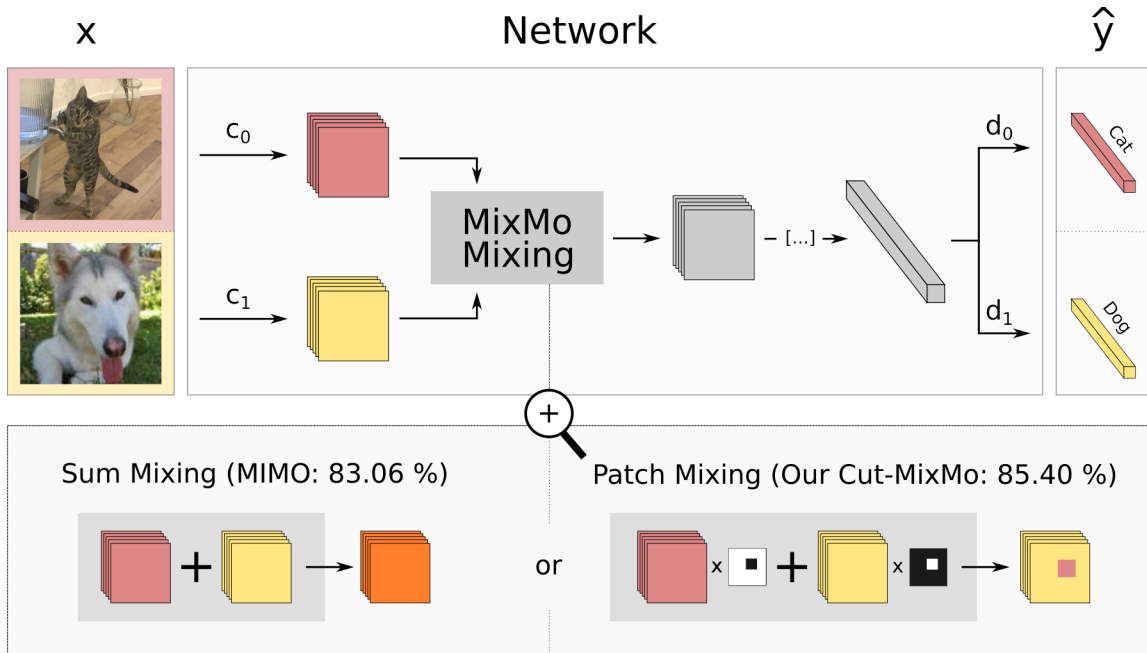 x
Network
ŷ
c₀
d₀
Cat
MixMo
Mixing
[...]
c₁
d₁
Dog
+
Sum Mixing (MIMO: 83.06 %)
Patch Mixing (Our Cut-MixMo: 85.40 %)
+
or
x
+
x